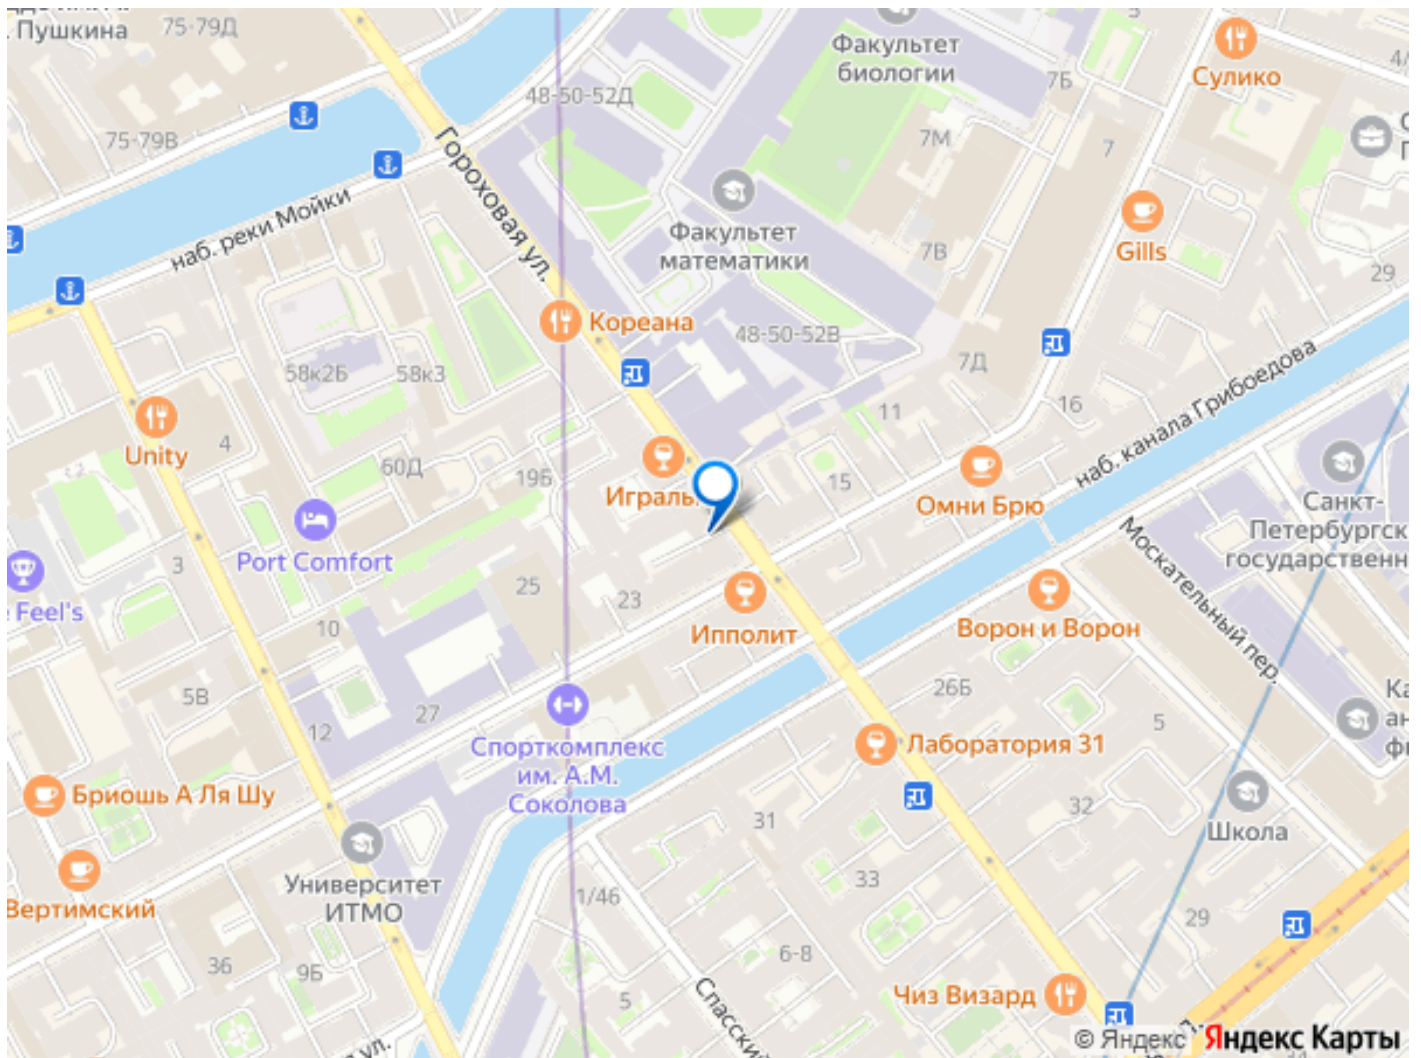 . Пушкина
75-79Д
Факультет
биологии
Сулико
7Б
48-50-52Д
75-79В
7М
7
Гороховая ул.
наб. реки Мойки
Факультет
математики
7В
Gills
29
Кореана
48-50-52В
7Д
наб. канала Грибоедова
58к2Б
58к3
11
16
Unity
4
60Д
19Б
Играль
15
Омни Брю
Санкт-
Петербургск
государственн
Port Comfort
Москательный пер.
3
25
23
Feel's
10
Ипполит
Ворон и Ворон
5В
27
12
26Б
5
Спорткомплекс
им. А.М.
Соколова
Лаборатория 31
Бриошь А Ля Шу
31
32
Школа
Университет
ИТМО
33
1/46
Вертимский
29
36
9Б
6-8
5
Спасский
Чиз Визард
ул.
© Яндекс Яндекс Карты